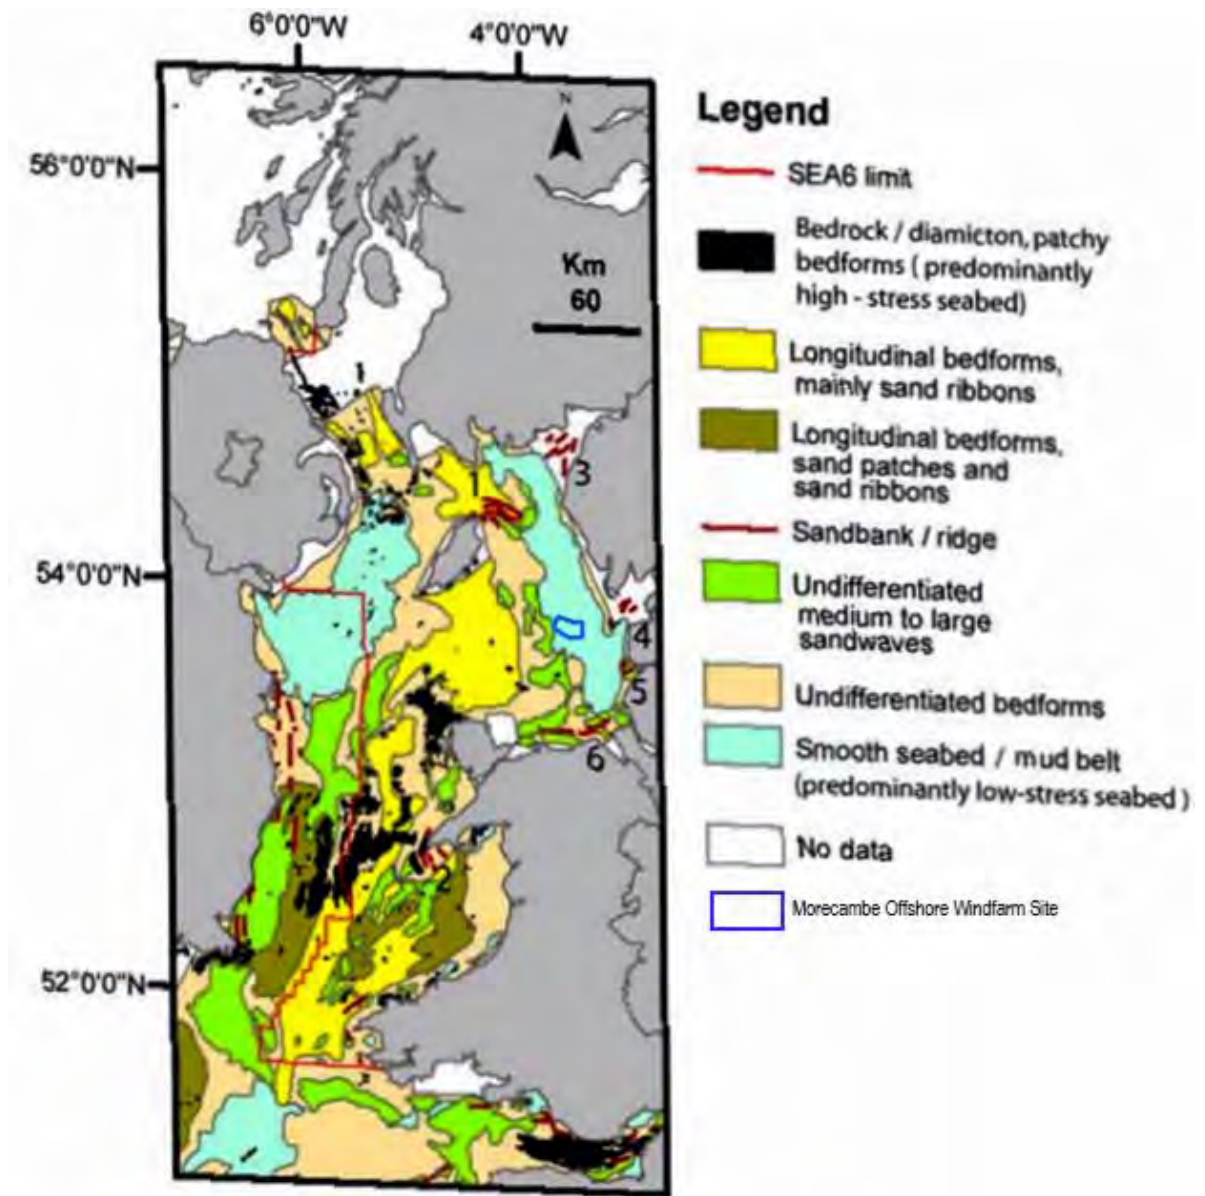 6°0'0"W
4°0'0"W
N
56°0'0"N
54°0'0"N
52°0'0"N
Km
60
1
1
3
4
5
6
2
Legend
SEA6 limit
Bedrock / diamicton, patchy
bedforms ( predominantly
high - stress seabed)
Longitudinal bedforms,
mainly sand ribbons
Longitudinal bedforms,
sand patches and
sand ribbons
Sandbank / ridge
Undifferentiated
medium to large
sandwaves
Undifferentiated bedforms
Smooth seabed / mud belt
(predominantly low-stress seabed )
No data
Morecambe Offshore Windfarm Site